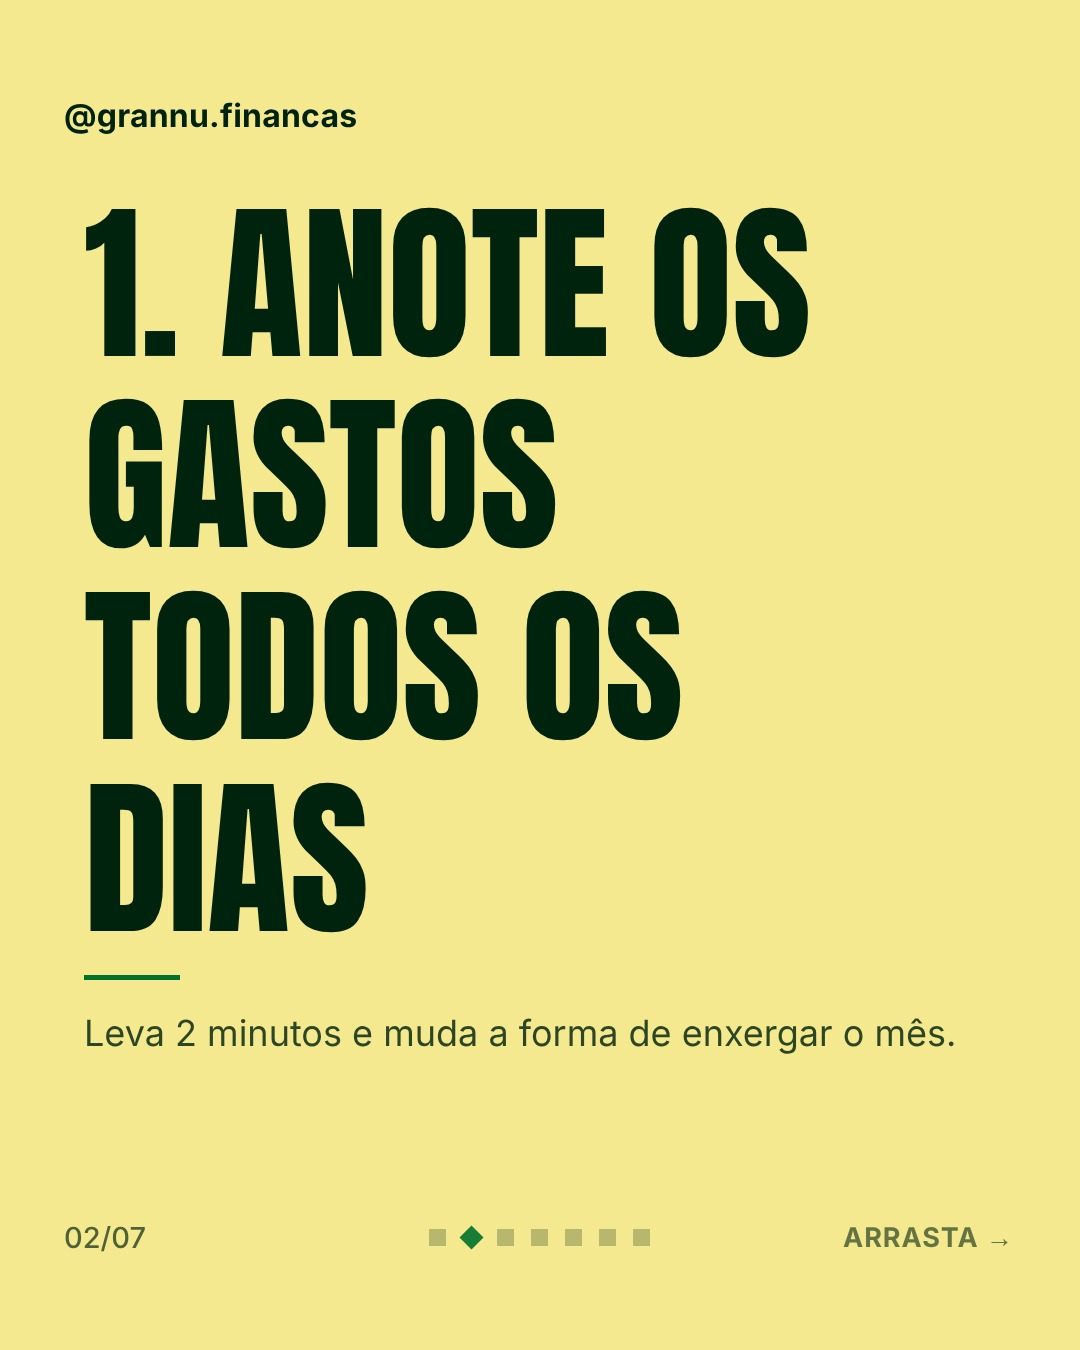 @grannu.financas
1. ANOTE OS
GASTOS
TODOS OS
DIAS
Leva 2 minutos e muda a forma de enxergar o mês.
02/07
ARRASTA →